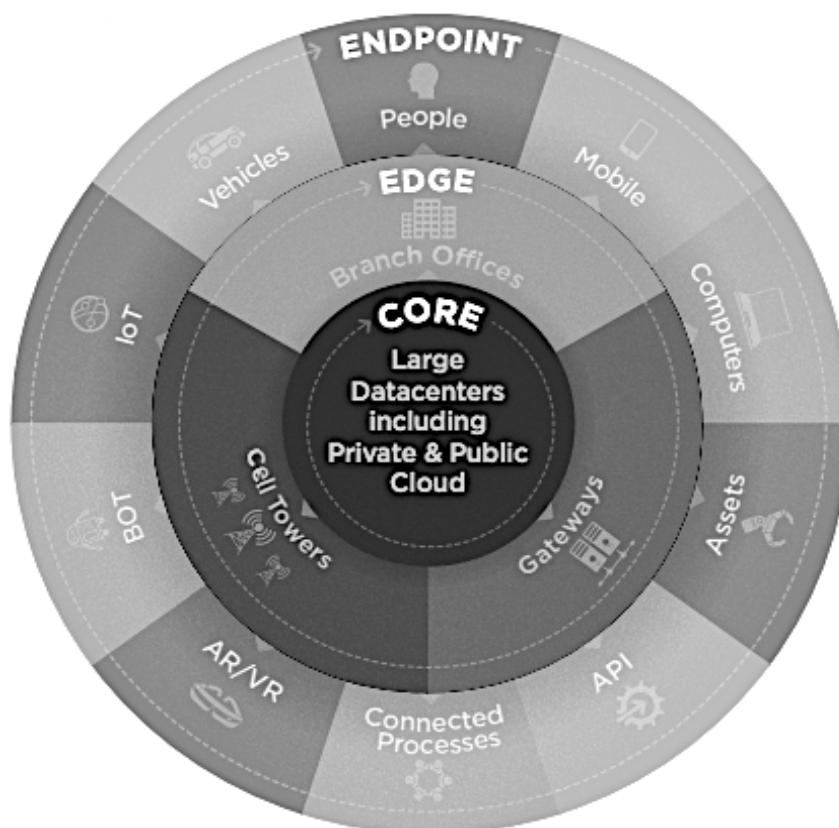 ENDPOINT
People
Mobile
Computers
Assets
API
Connected
Processes
AR/VR
BOT
IoT
Vehicles
EDGE
Branch Offices
Gateways
Cell Towers
CORE
Large
Datacenters
including
Private & Public
Cloud